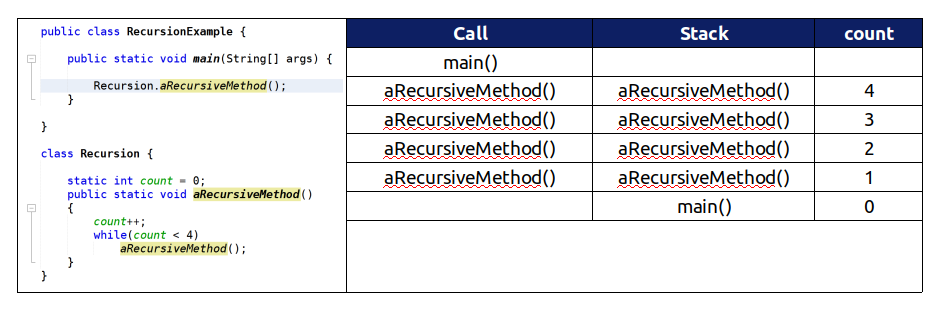 public class RecursionExample {
public static void main(String[] args) {
Recursion.aRecursiveMethod();
}
}
class Recursion {
static int count = 0;
public static void aRecursiveMethod()
{
count++;
while(count < 4)
aRecursiveMethod();
}
}
Call Stack count
main()
aRecursiveMethod() aRecursiveMethod() 4
aRecursiveMethod() aRecursiveMethod() 3
aRecursiveMethod() aRecursiveMethod() 2
aRecursiveMethod() aRecursiveMethod() 1
main() 0